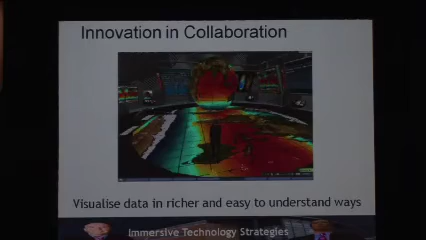 Innovation in Collaboration
Visualise data in richer and easy to understand ways
Immersive Technology Strategies